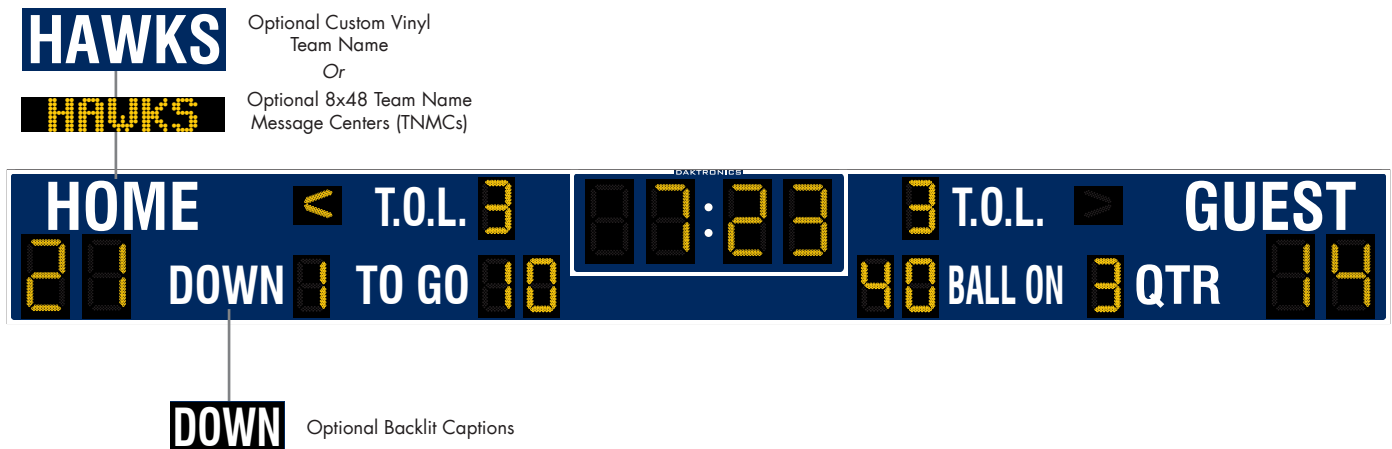 HAWKS
Optional Custom Vinyl
Team Name
Or
HAWKS
Optional 8x48 Team Name
Message Centers (TNMCs)
DAKTRONICS
HOME < T.O.L. 3 7:23 3 T.O.L. > GUEST
21 DOWN 1 TO GO 10 40 BALL ON 3 QTR 14
DOWN
Optional Backlit Captions